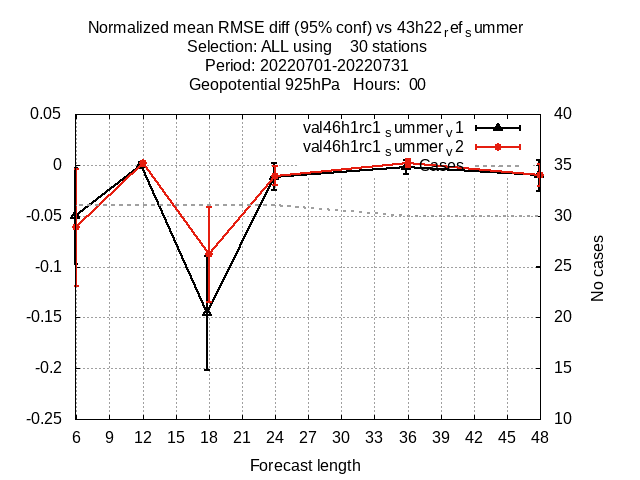 Normalized mean RMSE diff (95% conf) vs 43h22refsummer
Selection: ALL using 30 stations
Period: 20220701-20220731
Geopotential 925hPa Hours: 00
0.05 40
val46h1rc1summerv1
val46h1rc1summerv2
0 Cases 35
-0.05 30
-0.1 25
-0.15 20
-0.2 15
-0.25 10
No cases
6 9 12 15 18 21 24 27 30 33 36 39 42 45 48
Forecast length